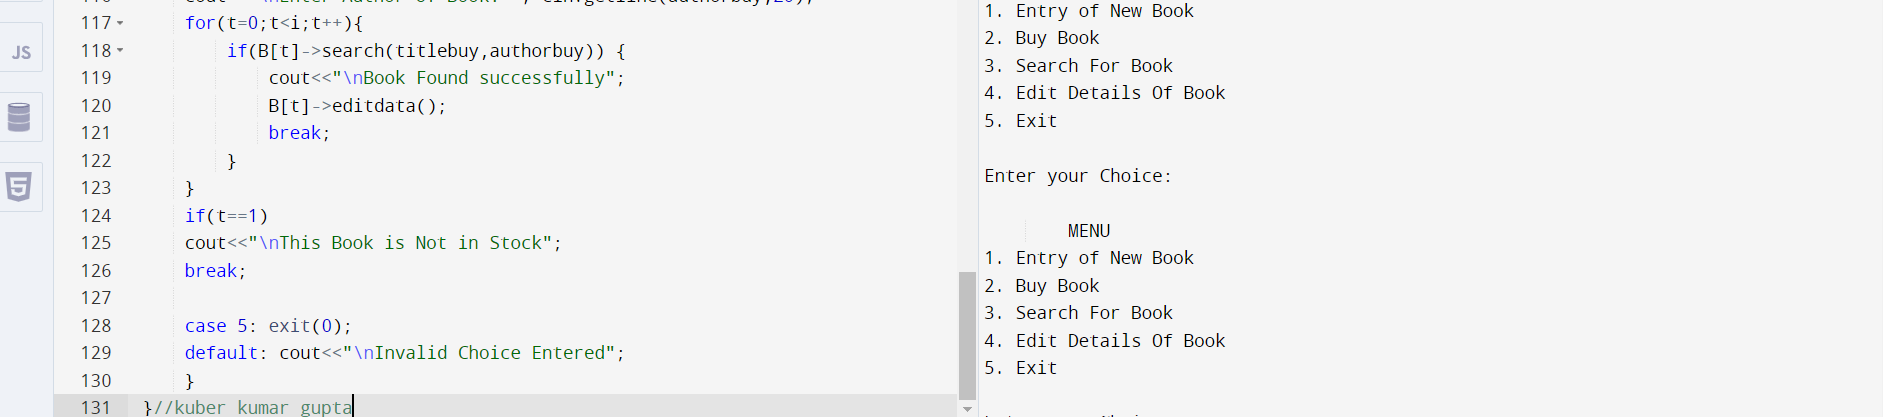 117 for(t=0;t<i;t++){
118 if(B[t]->search(titlebuy,authorbuy)) {
119 cout<<"\nBook Found successfully";
120 B[t]->editdata();
121 break;
122 }
123 }
124 if(t==1)
125 cout<<"\nThis Book is Not in Stock";
126 break;
127
128 case 5: exit(0);
129 default: cout<<"\nInvalid Choice Entered";
130 }
131 }//kuber kumar gupta
JS
5
1. Entry of New Book
2. Buy Book
3. Search For Book
4. Edit Details Of Book
5. Exit
Enter your Choice:
MENU
1. Entry of New Book
2. Buy Book
3. Search For Book
4. Edit Details Of Book
5. Exit